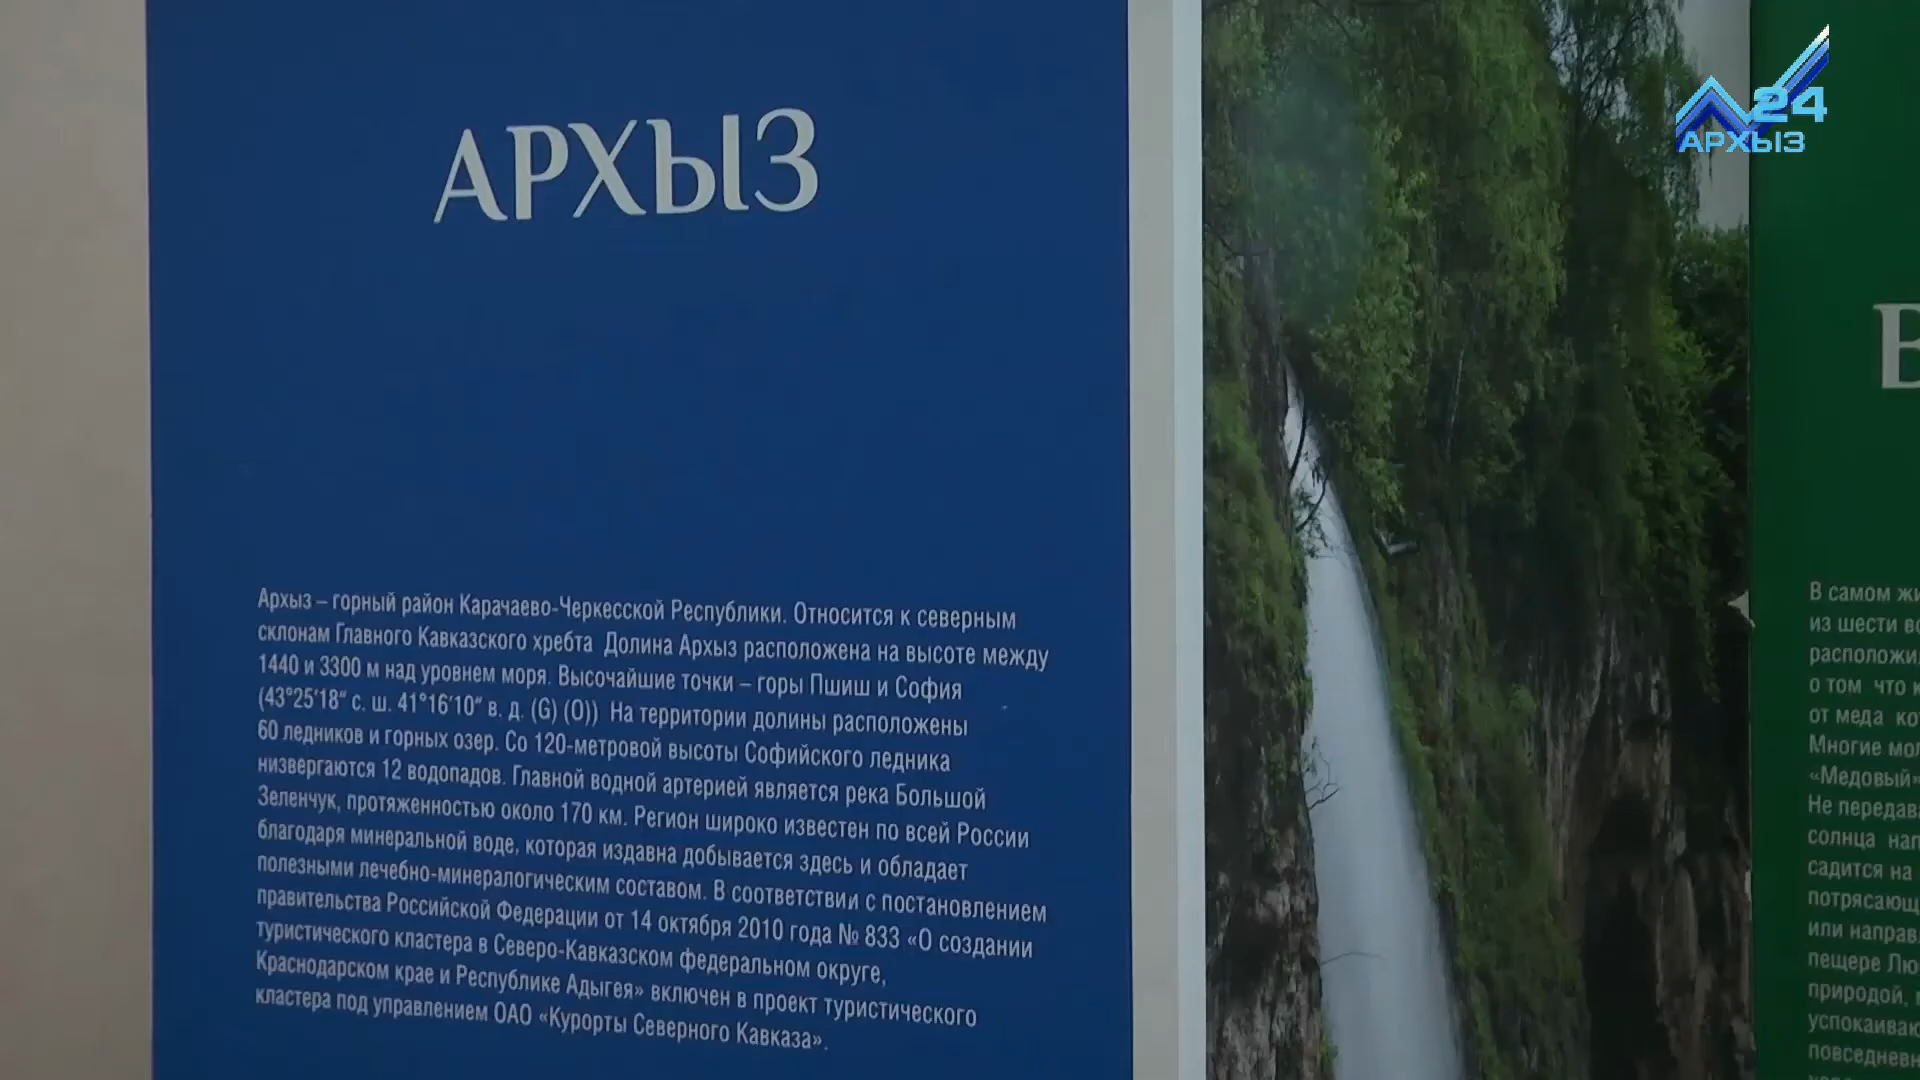 24
АРХЫЗ
АРХЫЗ
Архыз – горный район Карачаево-Черкесской Республики. Относится к северным
склонам Главного Кавказского хребта Долина Архыз расположена на высоте между
1440 и 3300 м над уровнем моря. Высочайшие точки – горы Пшиш и София
(43°25'18" с. ш. 41°16'10" в. д. (G) (O)) На территории долины расположены
60 ледников и горных озер. Со 120-метровой высоты Софийского ледника
низвергаются 12 водопадов. Главной водной артерией является река Большой
Зеленчук, протяженностью около 170 км. Регион широко известен по всей России
благодаря минеральной воде, которая издавна добывается здесь и обладает
полезными лечебно-минералогическим составом. В соответствии с постановлением
правительства Российской Федерации от 14 октября 2010 года № 833 «О создании
туристического кластера в Северо-Кавказском федеральном округе,
Краснодарском крае и Республике Адыгея» включен в проект туристического
кластера под управлением ОАО «Курорты Северного Кавказа».
В самом
из шести
о том что
от меда
Многие
«Медовый»
Не
солнца
садится на
или
пещере
природой,